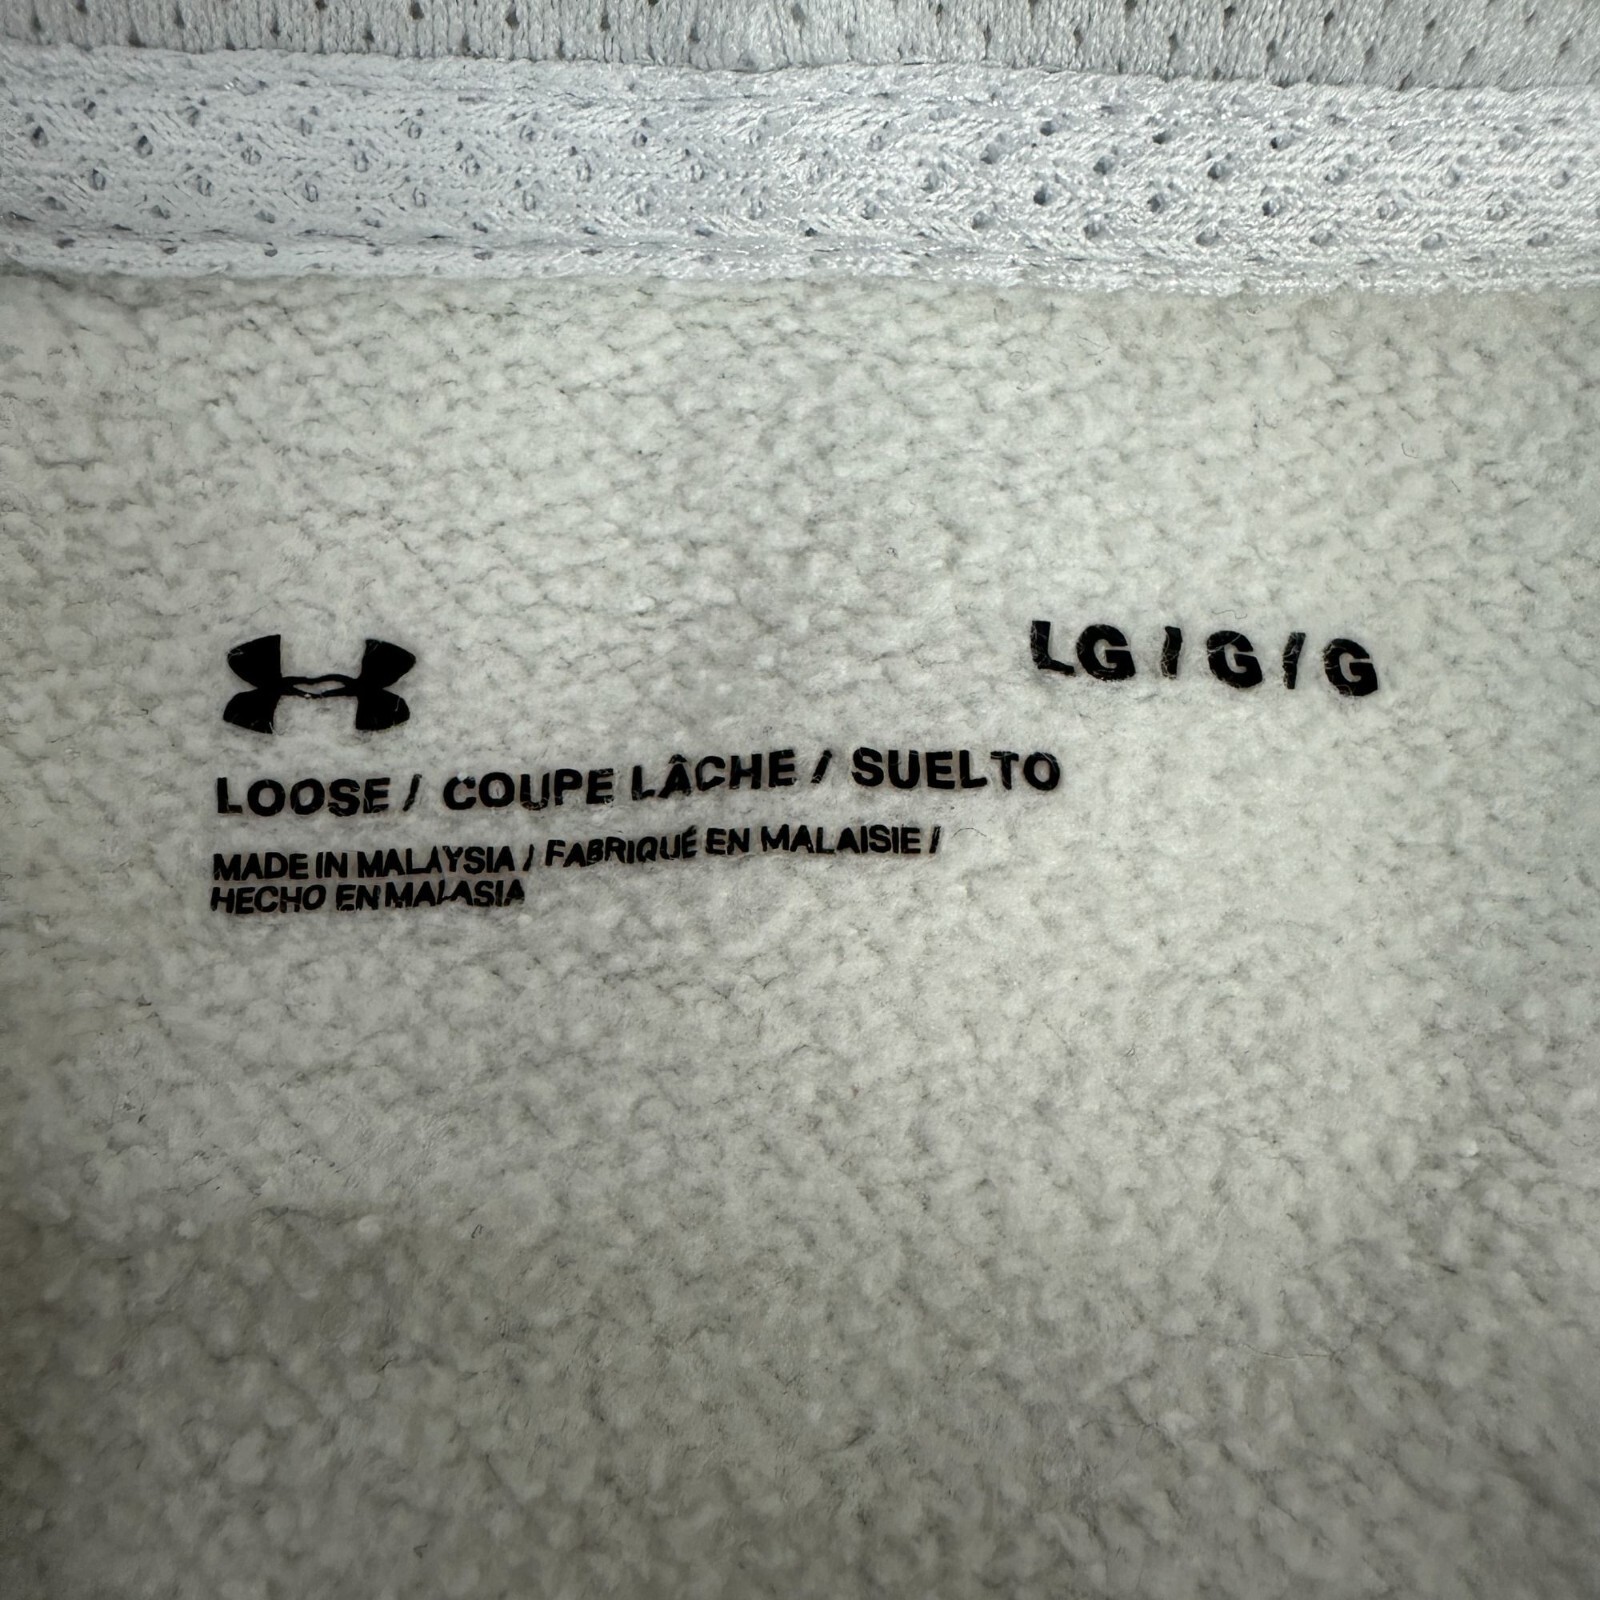 LG / G / G
LOOSE / COUPE LÂCHE / SUELTO
MADE IN MALAYSIA / FABRIQUÉ EN MALAISIE /
HECHO EN MALASIA